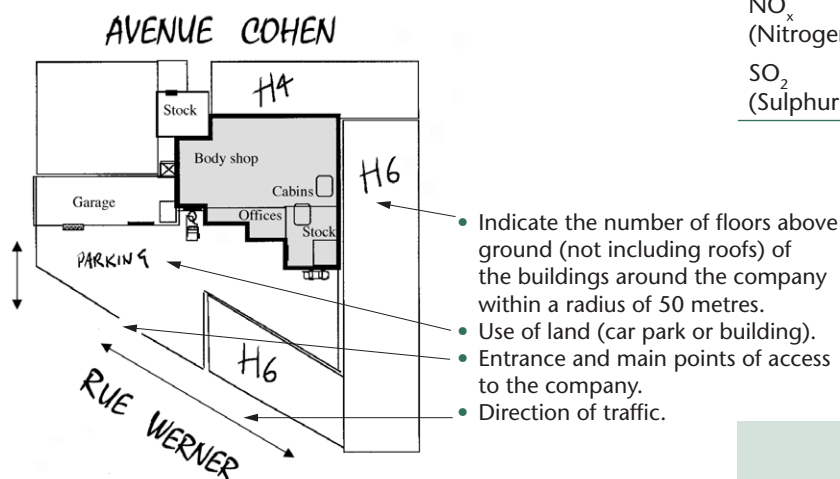 AVENUE COHEN
H4
Stock
Body shop
H6
Cabins
Garage
Offices
Stock
PARKING
H6
RUE WERNER
• Indicate the number of floors above
ground (not including roofs) of
the buildings around the company
within a radius of 50 metres.
• Use of land (car park or building).
• Entrance and main points of access
to the company.
• Direction of traffic.
NOx
(Nitrogen
SO2
(Sulphur